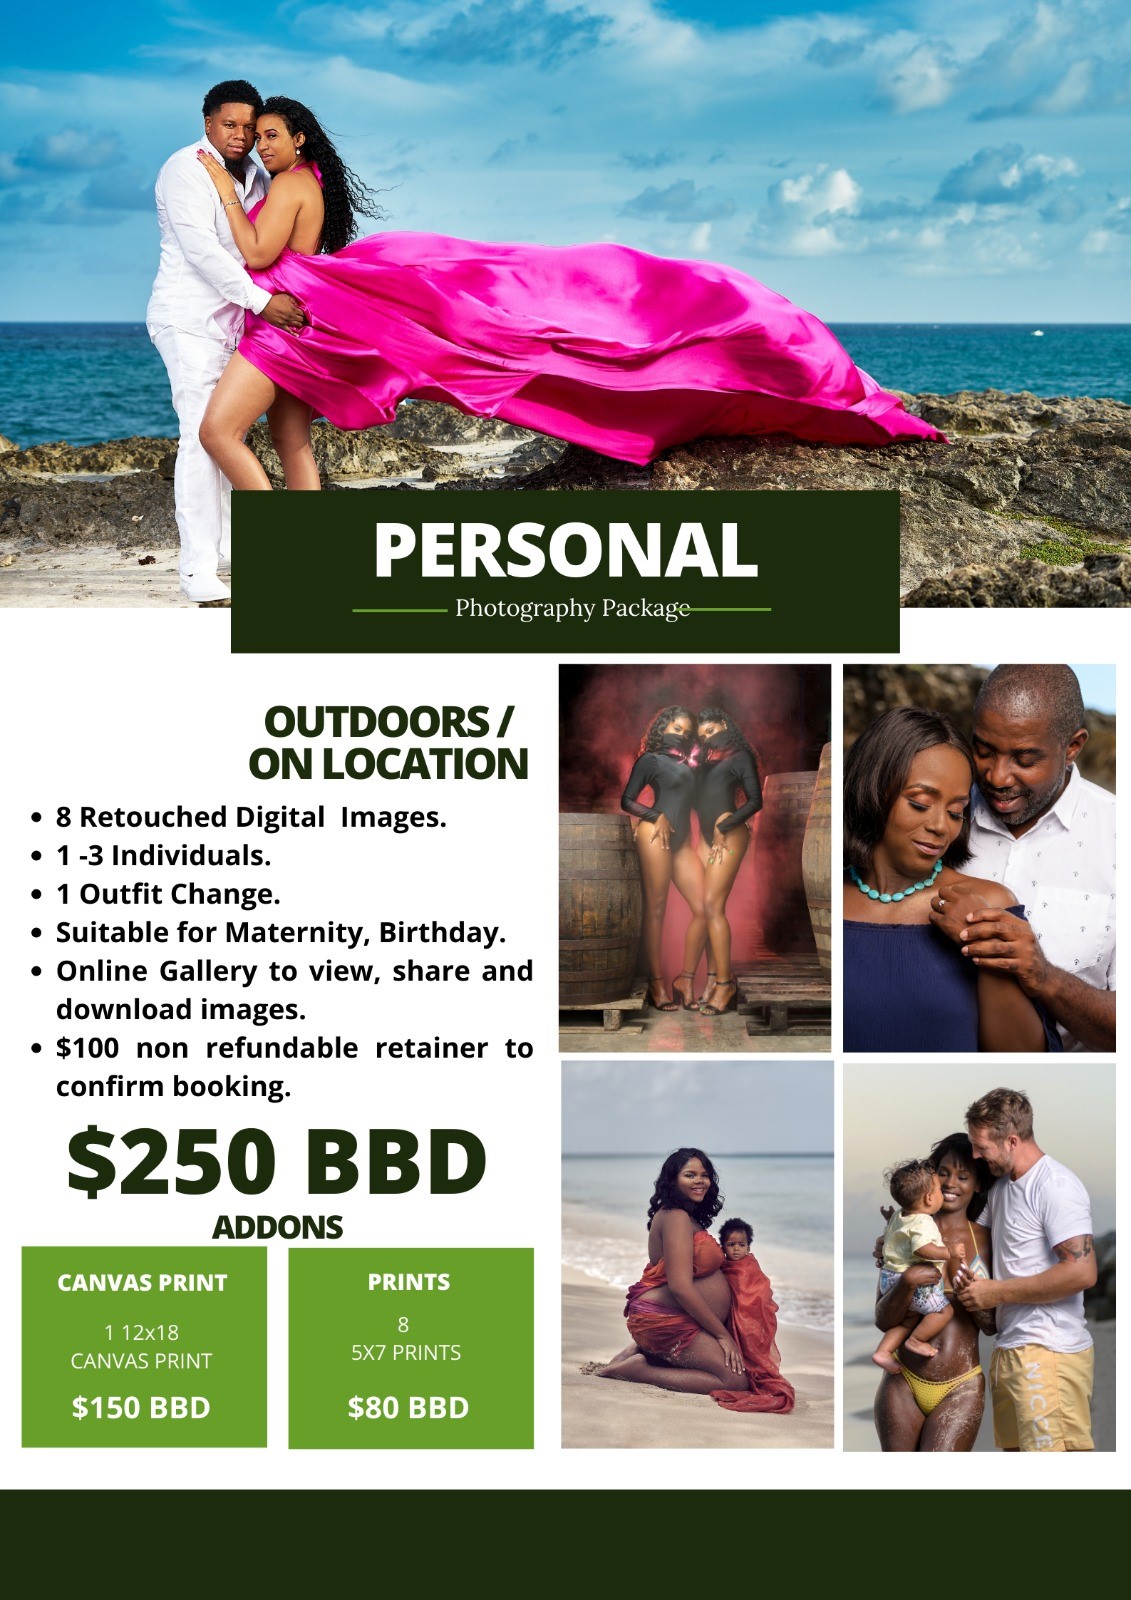 PERSONAL
Photography Package
OUTDOORS /
ON LOCATION
• 8 Retouched Digital  Images.
• 1 -3 Individuals.
• 1 Outfit Change.
• Suitable for Maternity, Birthday.
• Online Gallery to view, share and
download images.
• $100 non refundable retainer to
confirm booking.
$250 BBD
ADDONS
CANVAS PRINT
1 12x18
CANVAS PRINT
$150 BBD
PRINTS
8
5X7 PRINTS
$80 BBD
NICCE